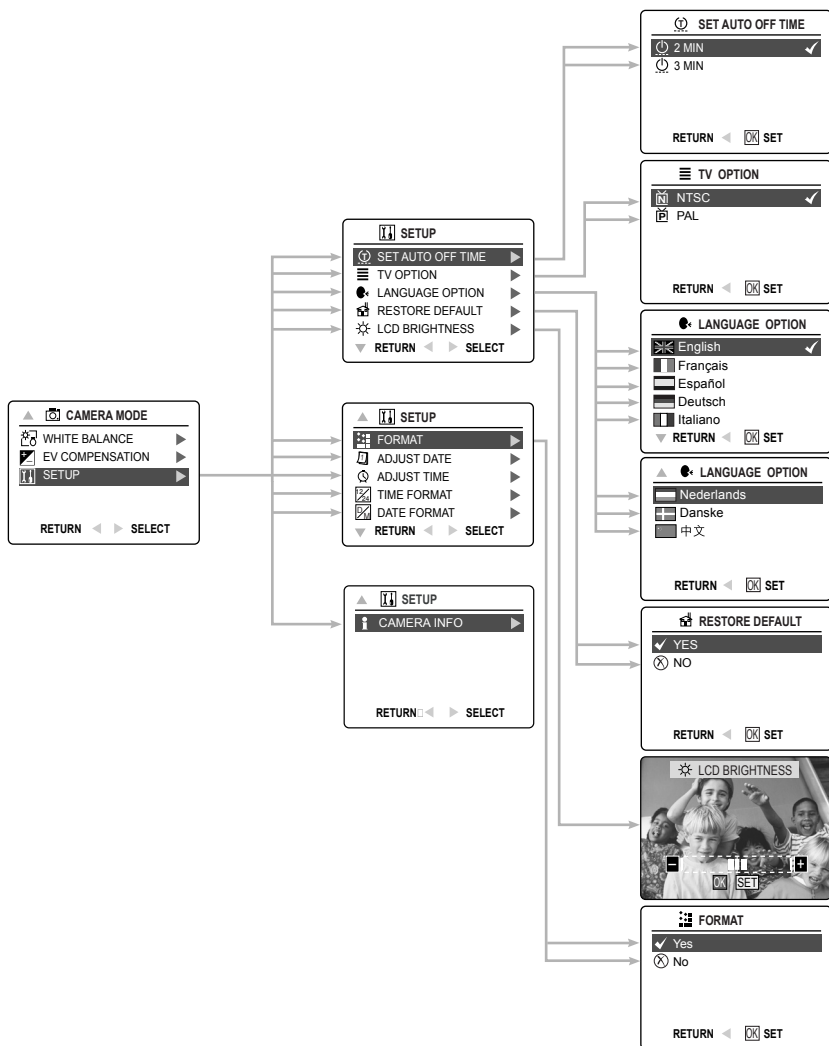 CAMERA MODE
WHITE BALANCE
EV COMPENSATION
SETUP
RETURN SELECT
SETUP
SET AUTO OFF TIME
TV OPTION
LANGUAGE OPTION
RESTORE DEFAULT
LCD BRIGHTNESS
RETURN SELECT
SETUP
FORMAT
ADJUST DATE
ADJUST TIME
12/24 TIME FORMAT
D/M DATE FORMAT
RETURN SELECT
SETUP
i CAMERA INFO
RETURN SELECT
T SET AUTO OFF TIME
2 MIN
3 MIN
RETURN OK SET
TV OPTION
N NTSC
P PAL
RETURN OK SET
LANGUAGE OPTION
English
Français
Español
Deutsch
Italiano
RETURN OK SET
LANGUAGE OPTION
Nederlands
Danske
中文
RETURN OK SET
RESTORE DEFAULT
YES
NO
RETURN OK SET
LCD BRIGHTNESS
- +
OK SET
FORMAT
Yes
No
RETURN OK SET